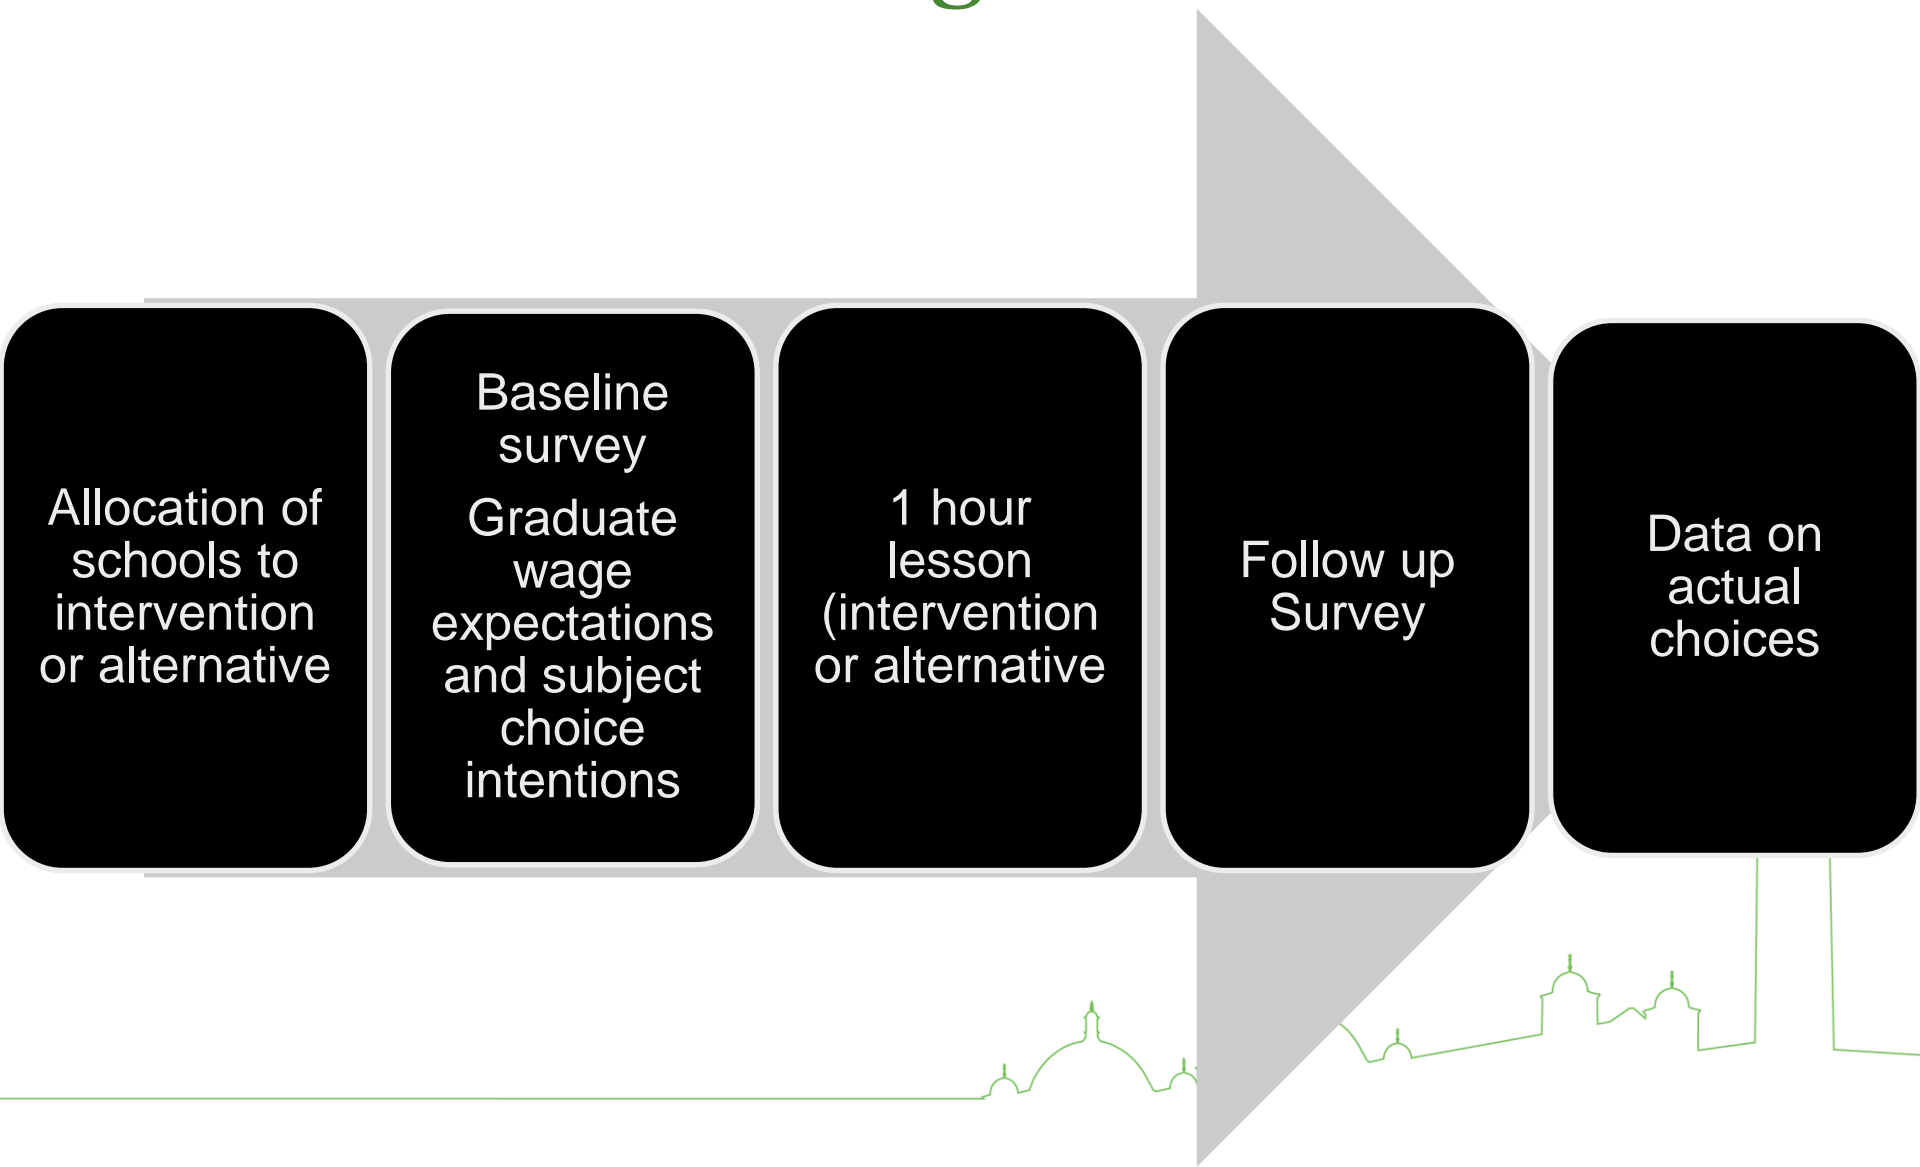 Allocation of
schools to
intervention
or alternative
Baseline
survey
Graduate
wage
expectations
and subject
choice
intentions
1 hour
lesson
(intervention
or alternative
Follow up
Survey
Data on
actual
choices